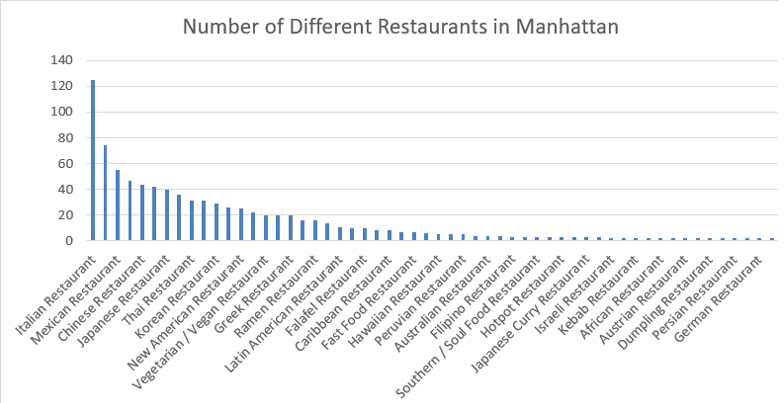 Number of Different Restaurants in Manhattan
140
120
100
80
60
40
20
0
Italian Restaurant
Mexican Restaurant
Chinese Restaurant
Japanese Restaurant
Thai Restaurant
Korean Restaurant
New American Restaurant
Vegetarian / Vegan Restaurant
Greek Restaurant
Ramen Restaurant
Latin American Restaurant
Falafel Restaurant
Caribbean Restaurant
Fast Food Restaurant
Hawaiian Restaurant
Peruvian Restaurant
Australian Restaurant
Filipino Restaurant
Southern / Soul Food Restaurant
Hotpot Restaurant
Japanese Curry Restaurant
Israeli Restaurant
Kebab Restaurant
African Restaurant
Austrian Restaurant
Dumpling Restaurant
Persian Restaurant
German Restaurant